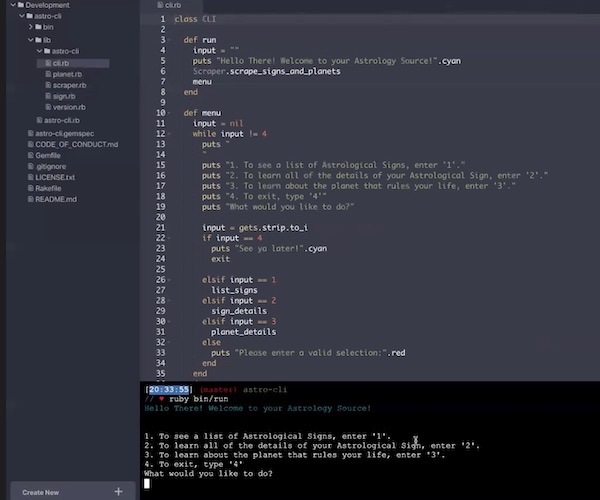 Development
astro-cli
bin
lib
astro-cli
cli.rb
planet.rb
scraper.rb
sign.rb
version.rb
astro-cli.rb
astro-cli.gemspec
CODE_OF_CONDUCT.md
Gemfile
.gitignore
LICENSE.txt
Rakefile
README.md
Create New +
cli.rb
1 class CLI
2
3 def run
4 input = ""
5 puts "Hello There! Welcome to your Astrology Source!".cyan
6 Scraper.scrape_signs_and_planets
7 menu
8 end
9
10 def menu
11 input = nil
12 while input != 4
13 puts "
14 "
15 puts "1. To see a list of Astrological Signs, enter '1'."
16 puts "2. To learn all of the details of your Astrological Sign, enter '2'."
17 puts "3. To learn about the planet that rules your life, enter '3'."
18 puts "4. To exit, type '4'"
19 puts "What would you like to do?"
20
21 input = gets.strip.to_i
22 if input == 4
23 puts "See ya later!".cyan
24 exit
25
26 elsif input == 1
27 list_signs
28 elsif input == 2
29 sign_details
30 elsif input == 3
31 planet_details
32 else
33 puts "Please enter a valid selection:".red
34 end
35 end
[20:33:55] (master) astro-cli
// ♥ ruby bin/run
Hello There! Welcome to your Astrology Source!
1. To see a list of Astrological Signs, enter '1'.
2. To learn all of the details of your Astrological Sign, enter '2'.
3. To learn about the planet that rules your life, enter '3'.
4. To exit, type '4'
What would you like to do?